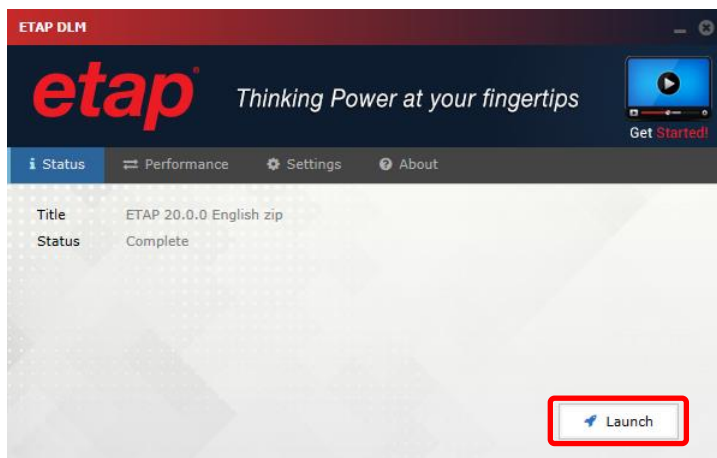 ETAP DLM
etap®
Thinking Power at your fingertips
Get Started!
Status Performance Settings About
Title ETAP 20.0.0 English zip
Status Complete
Launch